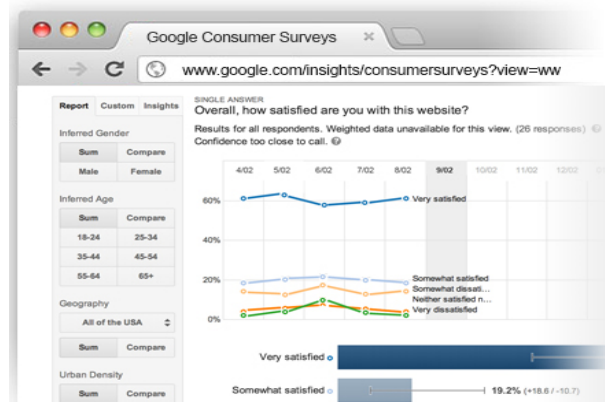 Google Consumer Surveys
www.google.com/insights/consumersurveys?view=ww
Report Custom Insights
Inferred Gender
Sum Compare
Male Female
Inferred Age
Sum Compare
18-24 25-34
35-44 45-54
55-64 65+
Geography
All of the USA
Sum Compare
Urban Density
Sum Compare
SINGLE ANSWER
Overall, how satisfied are you with this website?
Results for all respondents. Weighted data unavailable for this view. (26 responses)
Confidence too close to call.
4/02 5/02 6/02 7/02 8/02 9/02 10/02 11/02 12/02
60%
40%
20%
0%
Very satisfied
Somewhat satisfied
Somewhat dissati...
Neither satisfied n...
Very dissatisfied
Very satisfied
Somewhat satisfied 19.2% (+18.6 / -10.7)